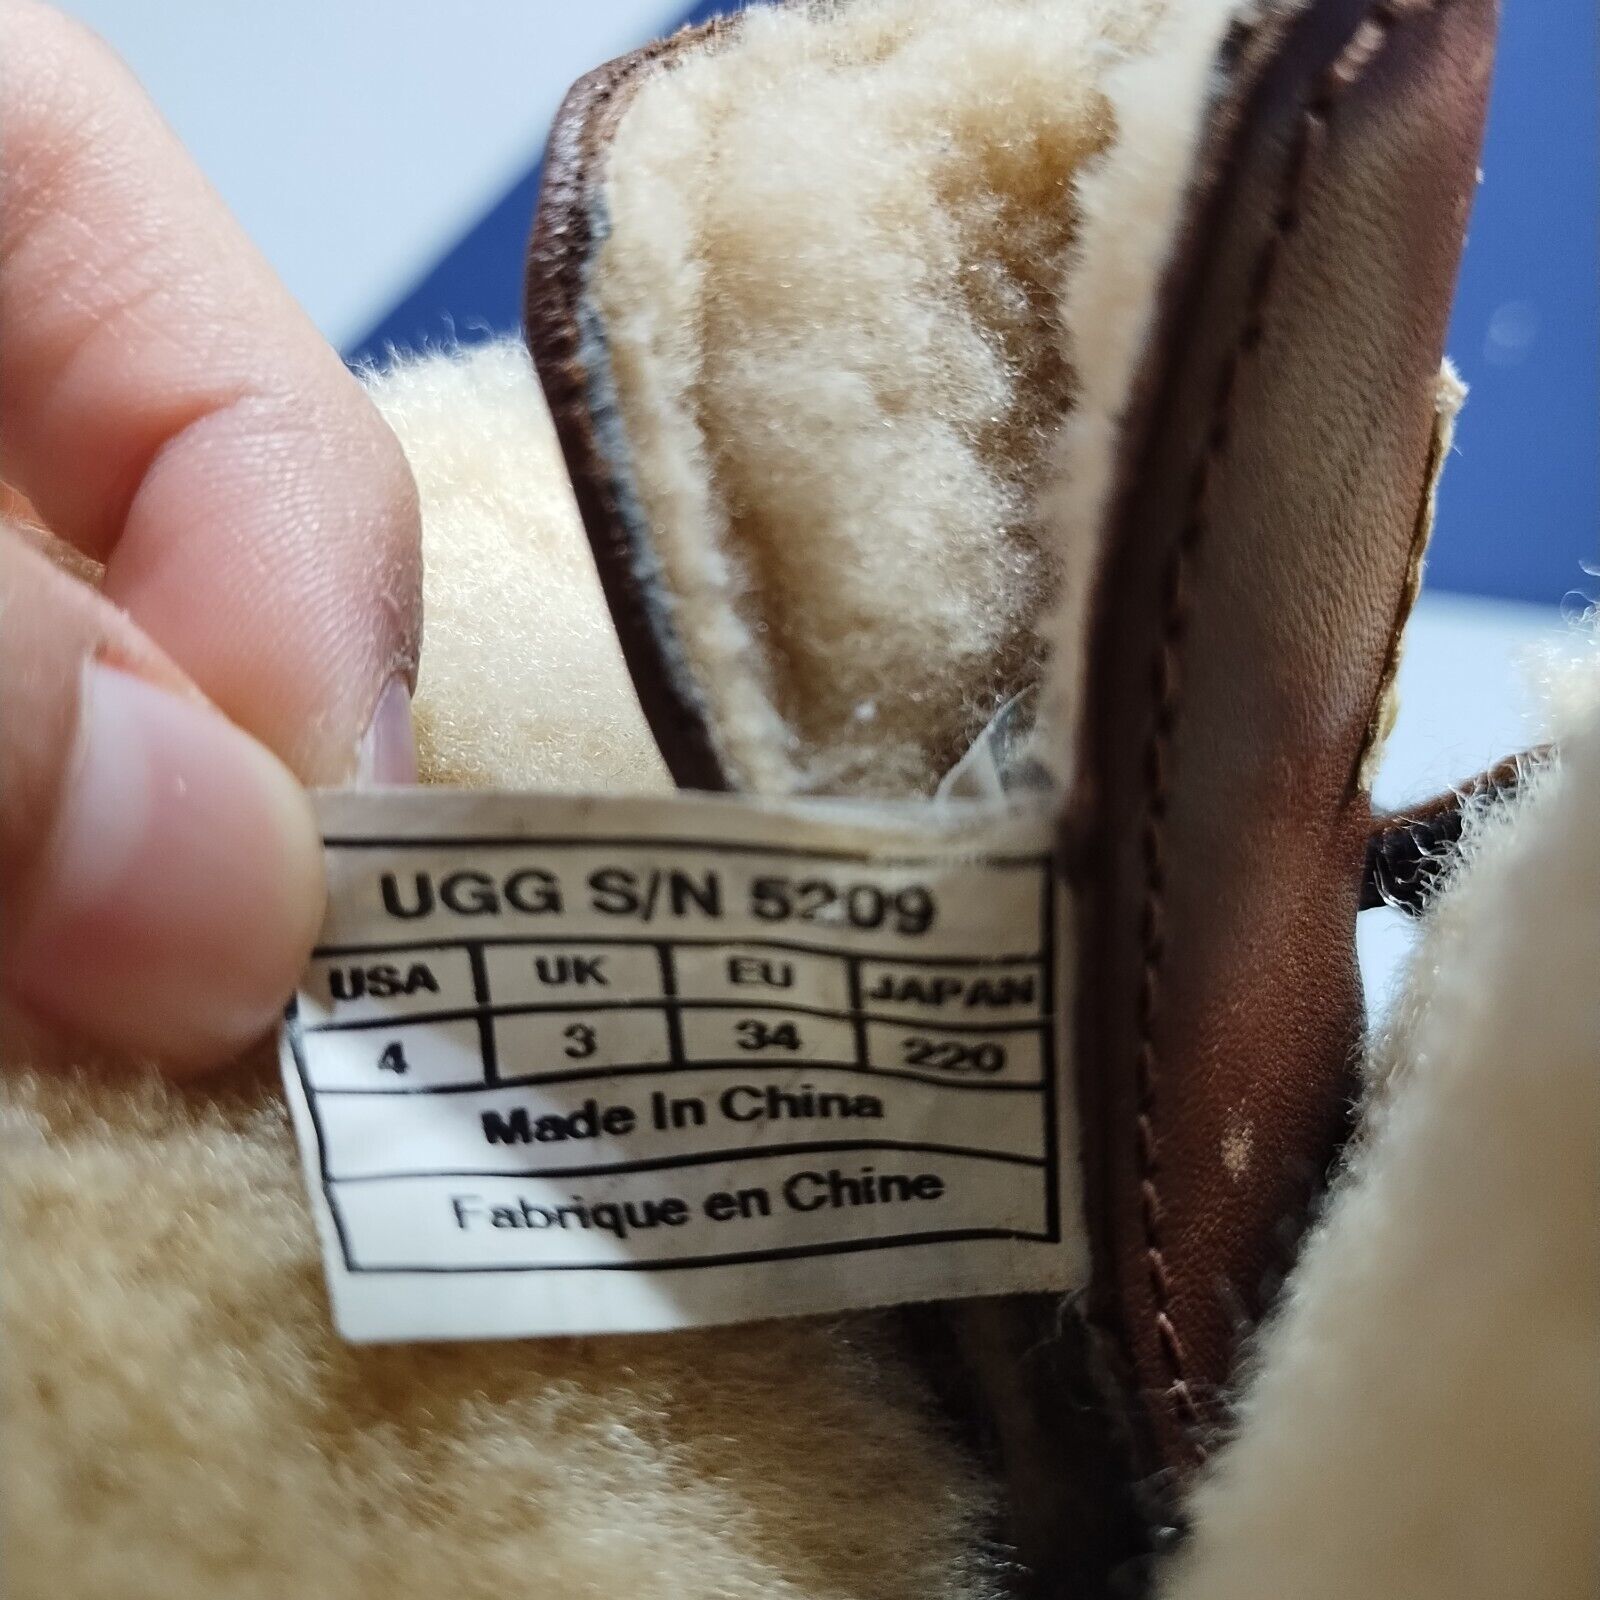 UGG S/N 5209
USA UK EU JAPAN
4 3 34 220
Made In China
Fabrique en Chine